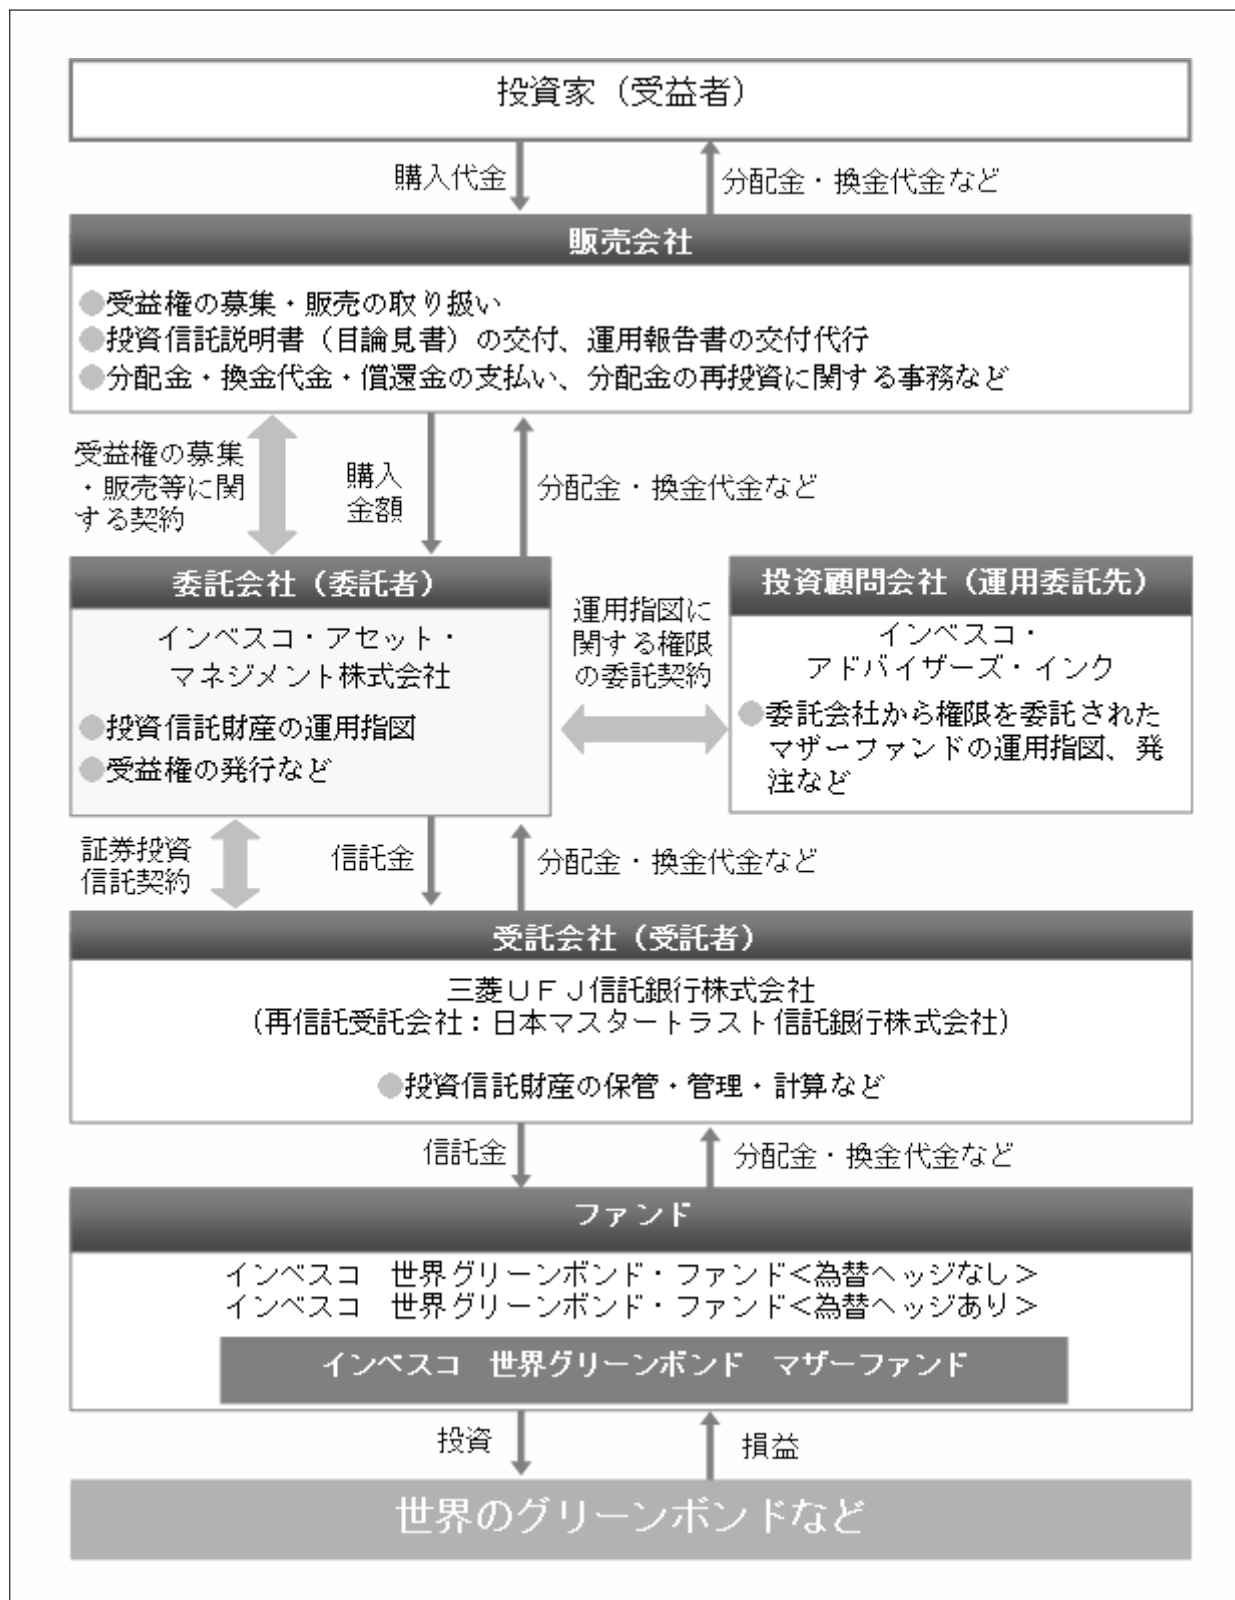 投資家（受益者）
購入代金
分配金・換金代金など
販売会社
●受益権の募集・販売の取り扱い
●投資信託説明書（目論見書）の交付、運用報告書の交付代行
●分配金・換金代金・償還金の支払い、分配金の再投資に関する事務など
受益権の募集
・販売等に関
する契約
購入
金額
分配金・換金代金など
委託会社（委託者）
インベスコ・アセット・
マネジメント株式会社
●投資信託財産の運用指図
●受益権の発行など
運用指図に
関する権限
の委託契約
投資顧問会社（運用委託先）
インベスコ・
アドバイザーズ・インク
●委託会社から権限を委託された
マザーファンドの運用指図、発
注など
証券投資
信託契約
信託金
分配金・換金代金など
受託会社（受託者）
三菱ＵＦＪ信託銀行株式会社
（再信託受託会社：日本マスタートラスト信託銀行株式会社）
●投資信託財産の保管・管理・計算など
信託金
分配金・換金代金など
ファンド
インベスコ　世界グリーンボンド・ファンド＜為替ヘッジなし＞
インベスコ　世界グリーンボンド・ファンド＜為替ヘッジあり＞
インベスコ　世界グリーンボンド　マザーファンド
投資
損益
世界のグリーンボンドなど